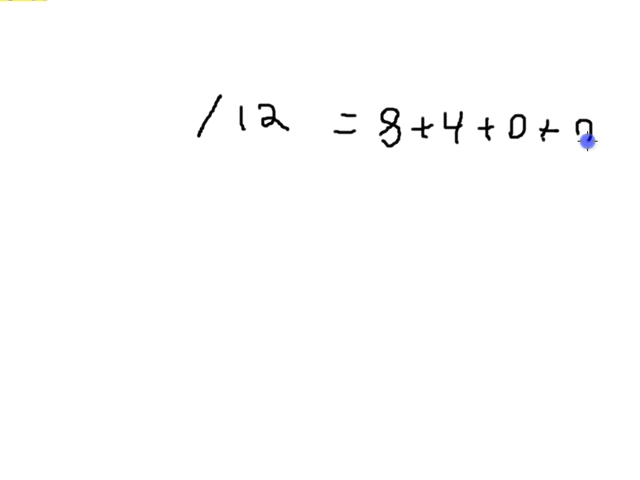 / 12 = 8 + 4 + 0 + 0